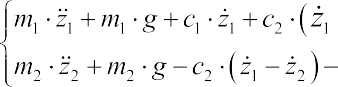 m₁ · z̈₁ + m₁ · g + c₁ · ż₁ + c₂ · (ż₁
m₂ · z̈₂ + m₂ · g − c₂ · (ż₁ − ż₂) −